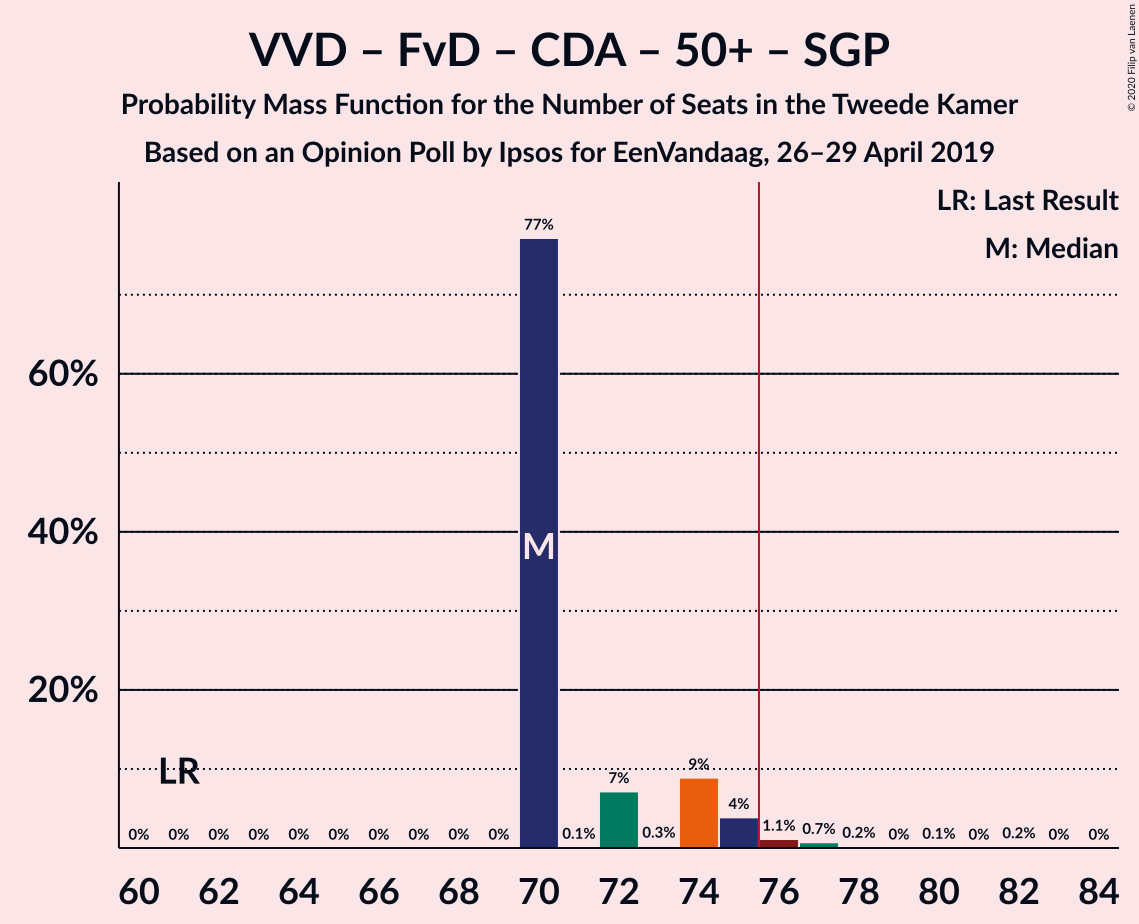 VVD – FvD – CDA – 50+ – SGP
Probability Mass Function for the Number of Seats in the Tweede Kamer
Based on an Opinion Poll by Ipsos for EenVandaag, 26–29 April 2019
© 2020 Filip van Laenen
LR: Last Result
M: Median
77%
60%
40%
M
20%
LR
0% 0% 0% 0% 0% 0% 0% 0% 0% 0% 0.1% 7% 0.3% 9% 4% 1.1% 0.7% 0.2% 0% 0.1% 0% 0.2% 0% 0%
60 62 64 66 68 70 72 74 76 78 80 82 84